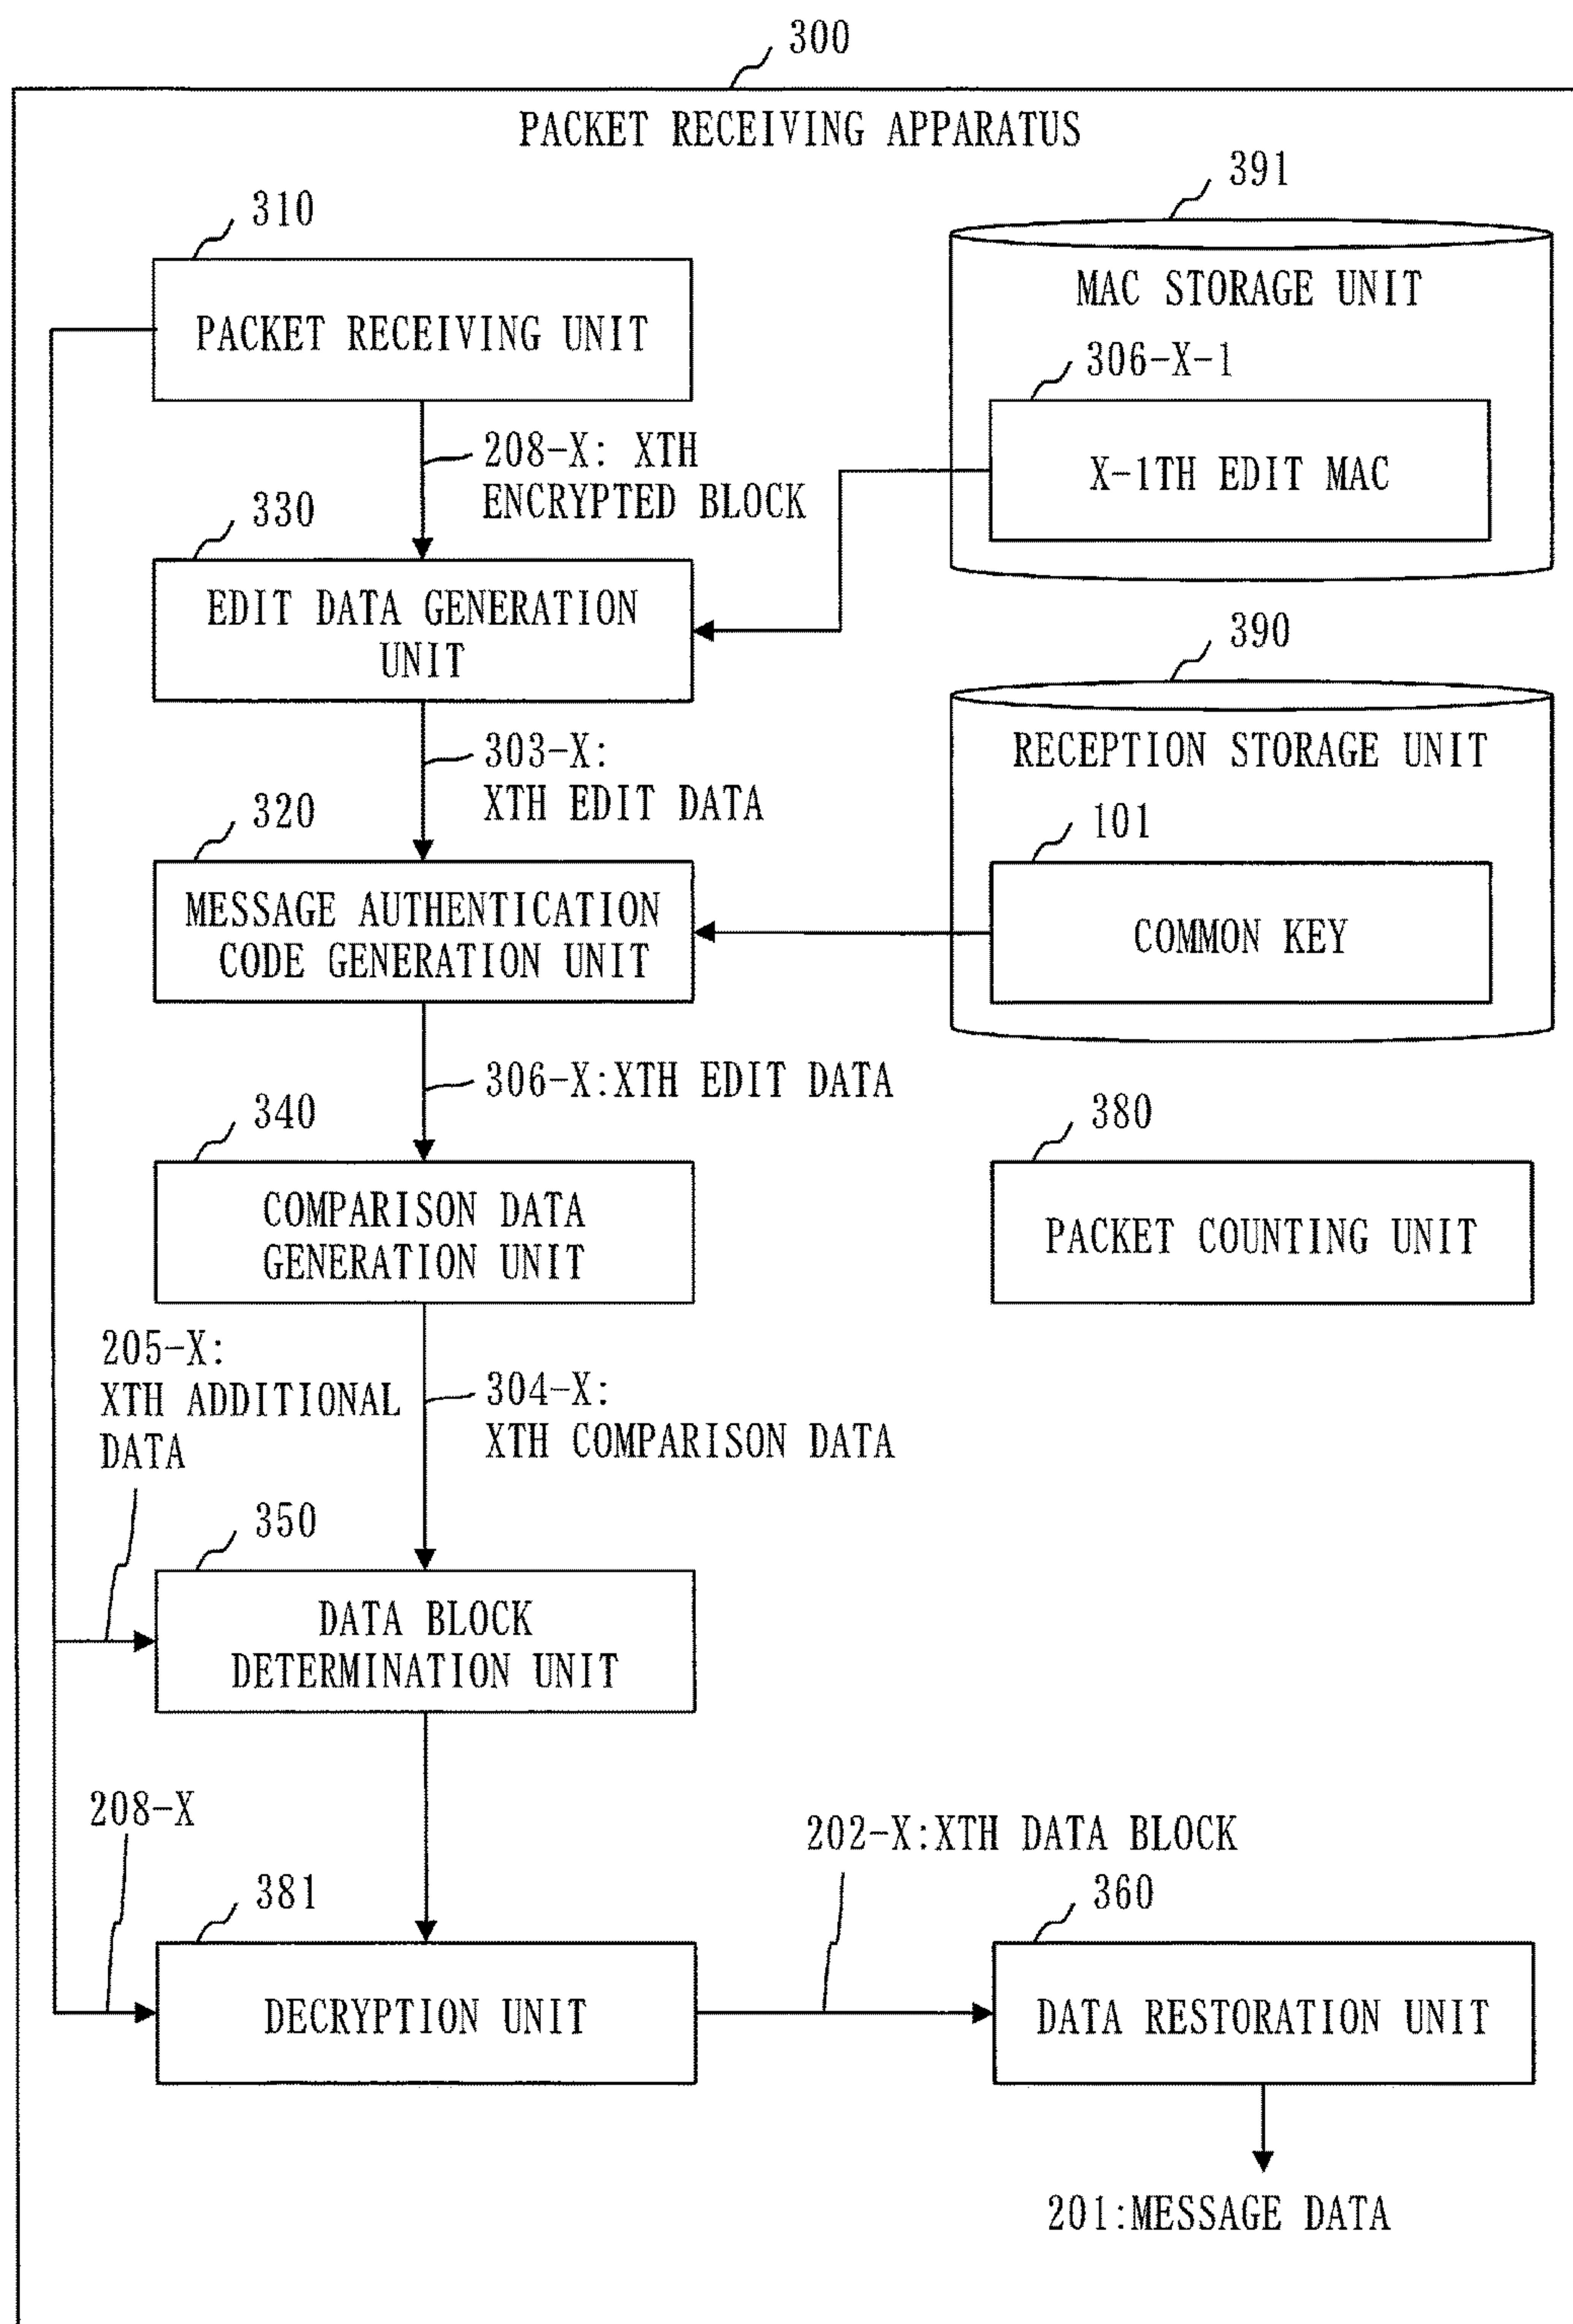 300
PACKET RECEIVING APPARATUS
391
310
MAC STORAGE UNIT
PACKET RECEIVING UNIT
306-X-1
X-1TH EDIT MAC
208-X: XTH
ENCRYPTED BLOCK
330
EDIT DATA GENERATION
UNIT
390
RECEPTION STORAGE UNIT
303-X:
XTH EDIT DATA
320
101
MESSAGE AUTHENTICATION
CODE GENERATION UNIT
COMMON KEY
306-X:XTH EDIT DATA
340
380
COMPARISON DATA
GENERATION UNIT
PACKET COUNTING UNIT
205-X:
XTH ADDITIONAL
DATA
304-X:
XTH COMPARISON DATA
350
DATA BLOCK
DETERMINATION UNIT
208-X
202-X:XTH DATA BLOCK
381
360
DECRYPTION UNIT
DATA RESTORATION UNIT
201:MESSAGE DATA